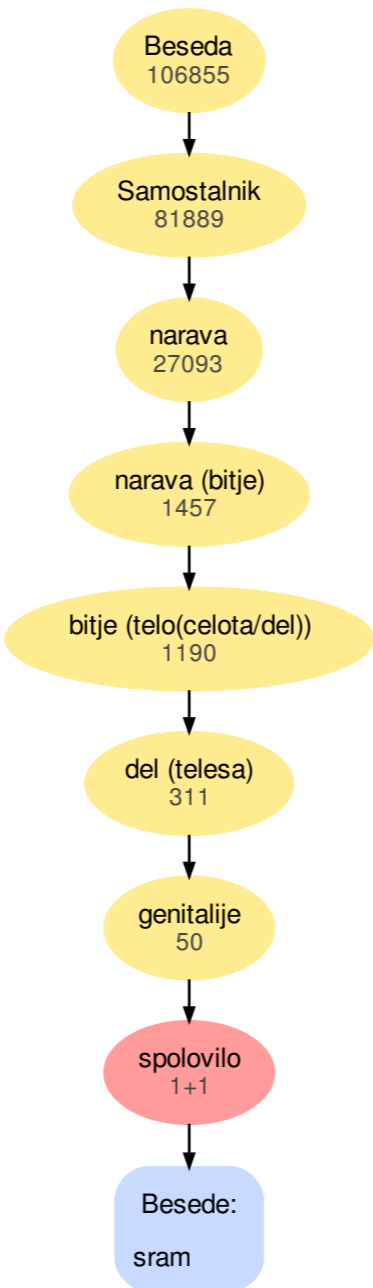 Beseda
106855
Samostalnik
81889
narava
27093
narava (bitje)
1457
bitje (telo(celota/del))
1190
del (telesa)
311
genitalije
50
spolovilo
1+1
Besede:
sram